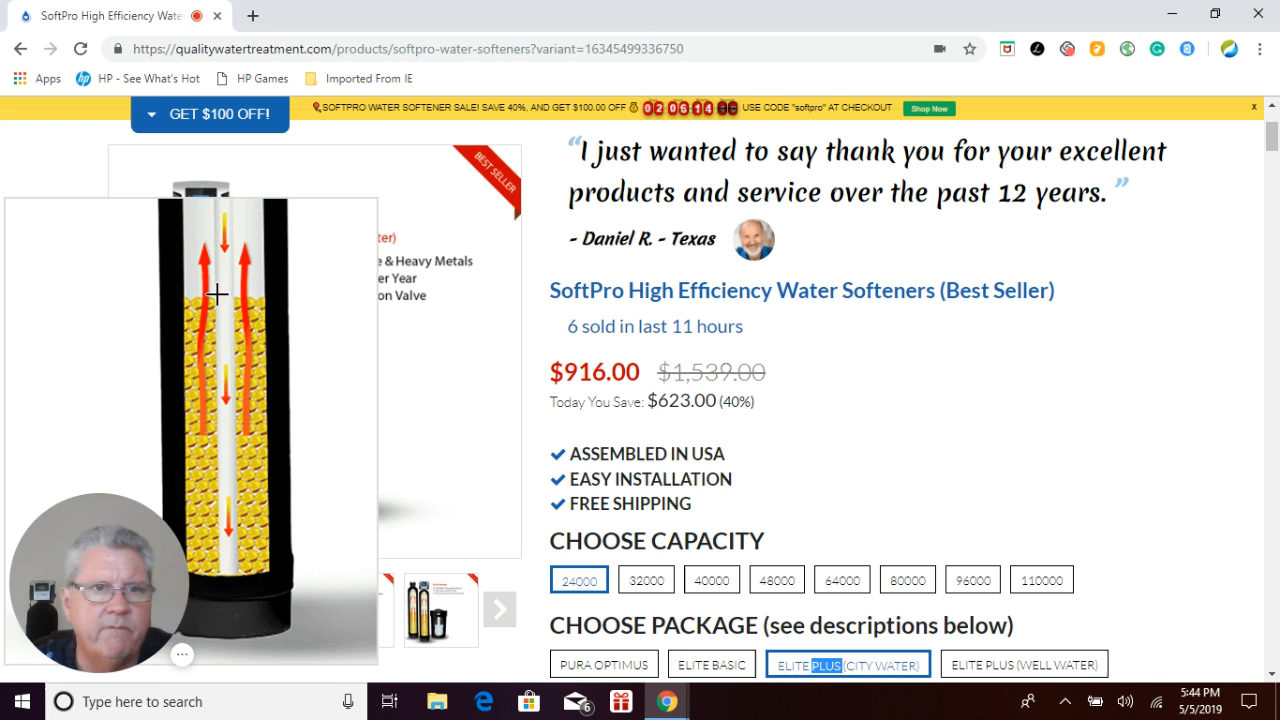 SoftPro High Efficiency Wate
https://qualitywatertreatment.com/products/softpro-water-softeners?variant=16345499336750
Apps HP - See What's Hot HP Games Imported From IE
GET $100 OFF!
SOFTPRO WATER SOFTENER SALE! SAVE 40%, AND GET $100.00 OFF 02 05 14 USE CODE "softpro" AT CHECKOUT Shop Now x
BEST SELLER
“I just wanted to say thank you for your excellent
products and service over the past 12 years.”
- Daniel R. - Texas
ter)
e & Heavy Metals
er Year
on Valve
SoftPro High Efficiency Water Softeners (Best Seller)
6 sold in last 11 hours
$916.00 $1,539.00
Today You Save: $623.00 (40%)
ASSEMBLED IN USA
EASY INSTALLATION
FREE SHIPPING
CHOOSE CAPACITY
24000 32000 40000 48000 64000 80000 96000 110000
CHOOSE PACKAGE (see descriptions below)
PURA OPTIMUS ELITE BASIC ELITE PLUS (CITY WATER) ELITE PLUS (WELL WATER)
Type here to search
6
5:44 PM
5/5/2019